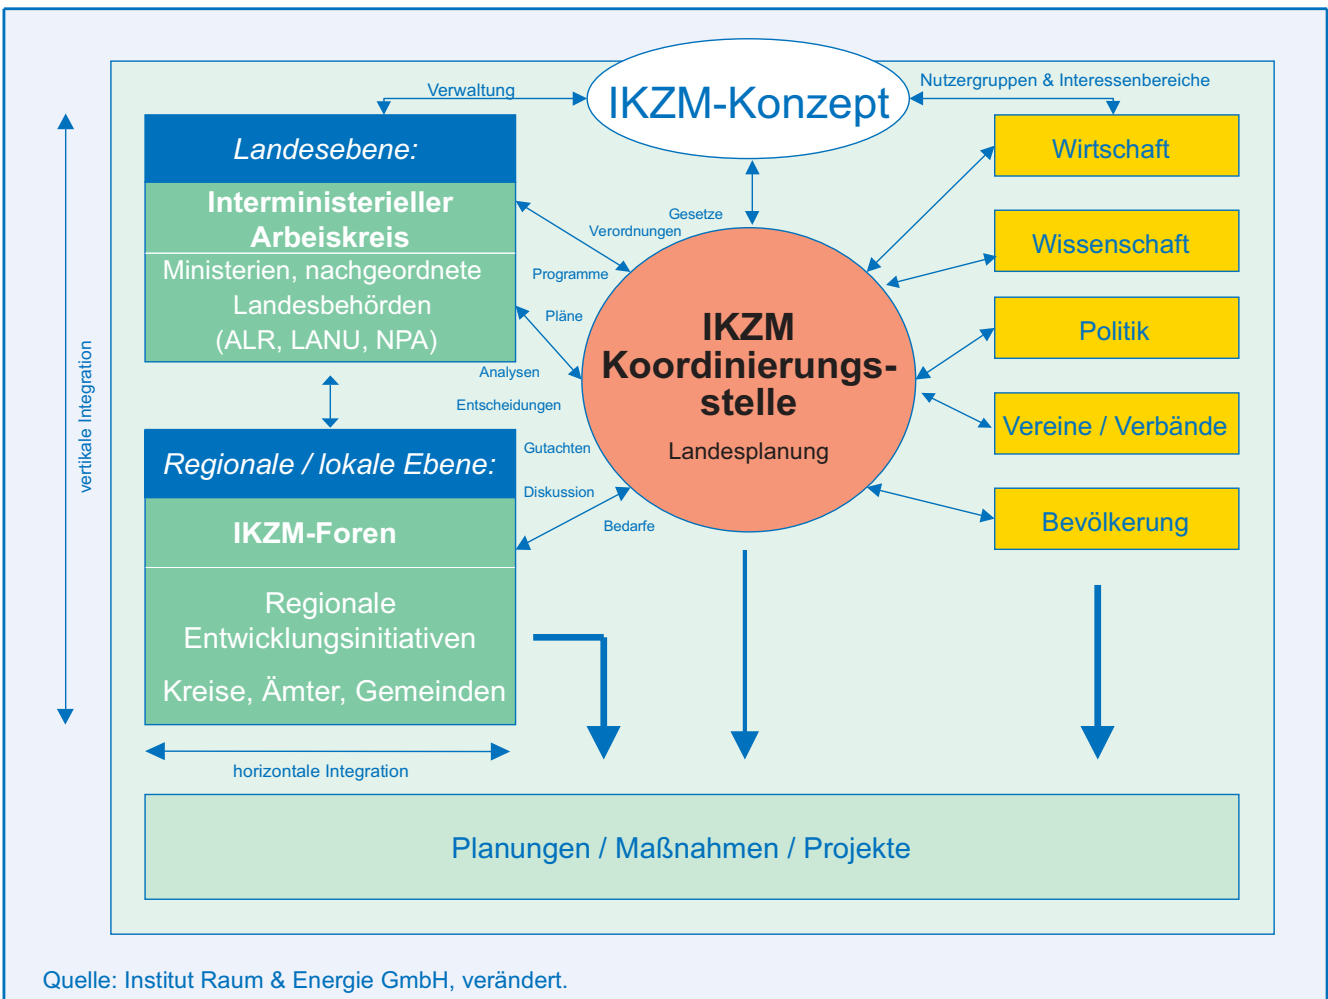 IKZM-Konzept
Verwaltung
Nutzergruppen & Interessenbereiche
Landesebene:
Interministerieller
Arbeiskreis
Ministerien, nachgeordnete
Landesbehörden
(ALR, LANU, NPA)
Regionale / lokale Ebene:
IKZM-Foren
Regionale
Entwicklungsinitiativen
Kreise, Ämter, Gemeinden
vertikale Integration
horizontale Integration
Gesetze
Verordnungen
Programme
Pläne
Analysen
Entscheidungen
Gutachten
Diskussion
Bedarfe
IKZM
Koordinierungs-
stelle
Landesplanung
Wirtschaft
Wissenschaft
Politik
Vereine / Verbände
Bevölkerung
Planungen / Maßnahmen / Projekte
Quelle: Institut Raum & Energie GmbH, verändert.